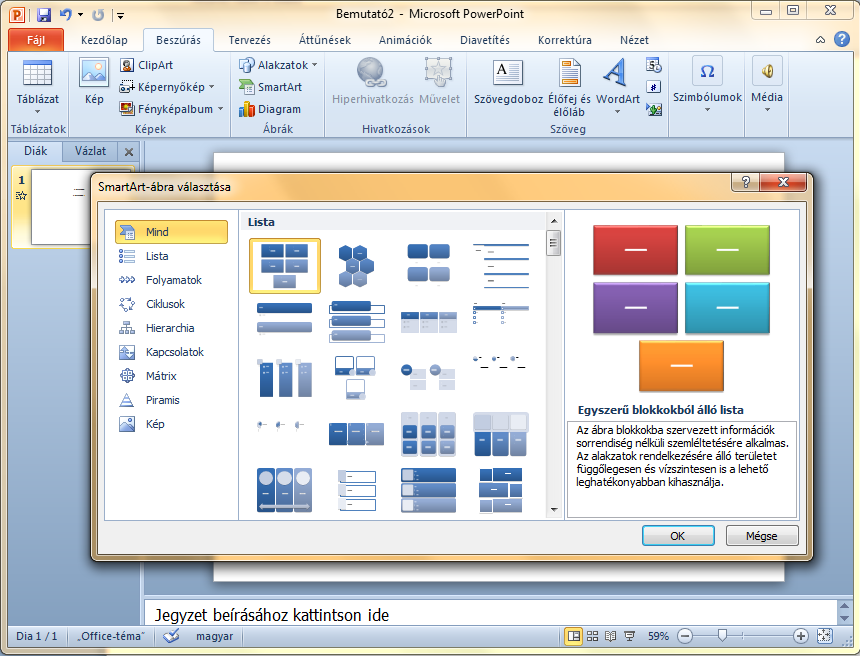 Bemutató2 - Microsoft PowerPoint
Fájl Kezdőlap Beszúrás Tervezés Áttűnések Animációk Diavetítés Korrektúra Nézet
Táblázat
Táblázatok
Kép
ClipArt
Képernyőkép
Fényképalbum
Képek
Alakzatok
SmartArt
Diagram
Ábrák
Hiperhivatkozás
Művelet
Hivatkozások
Szövegdoboz
Élőfej és
élőláb
WordArt
Szöveg
Szimbólumok
Média
Diák Vázlat
1
SmartArt-ábra választása
Mind
Lista
Folyamatok
Ciklusok
Hierarchia
Kapcsolatok
Mátrix
Piramis
Kép
Lista
Egyszerű blokkokból álló lista
Az ábra blokkokba szervezett információk
sorrendiség nélküli szemléltetésére alkalmas.
Az alakzatok rendelkezésére álló területet
függőlegesen és vízszintesen is a lehető
leghatékonyabban kihasználja.
OK Mégse
Jegyzet beírásához kattintson ide
Dia 1 / 1 „Office-téma” magyar 59%